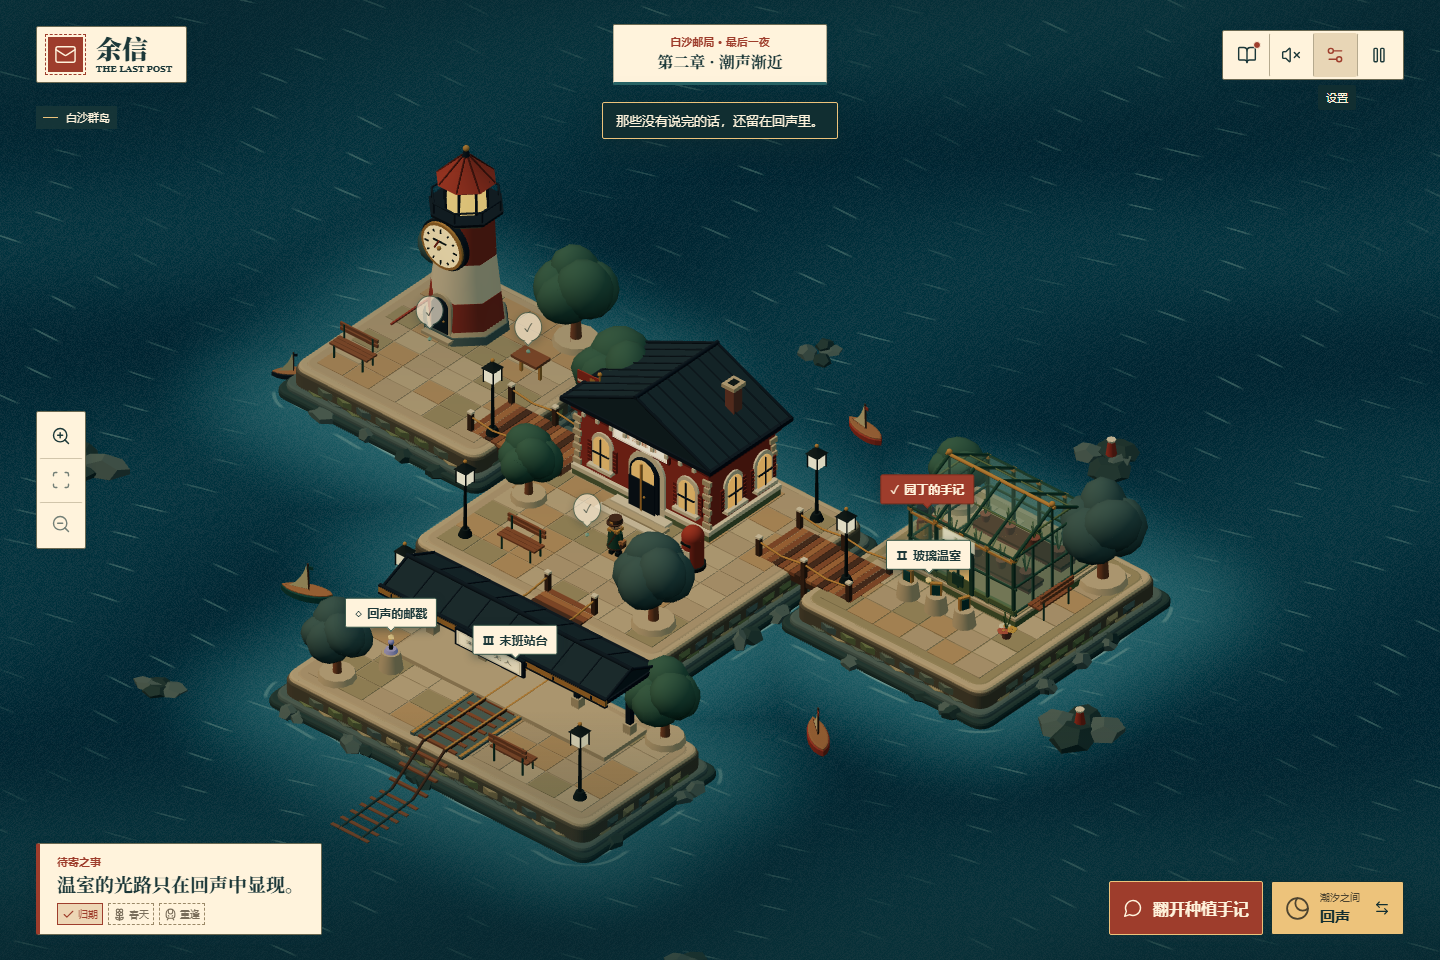 余信
THE LAST POST
白沙群岛
白沙邮局·最后一夜
第二章·潮声渐近
那些没有说完的话，还留在回声里。
设置
✓ 园丁的手记
II 玻璃温室
◇ 回声的邮戳
III 末班站台
待寄之事
温室的光路只在回声中显现。
归期
春天
重逢
翻开种植手记
潮汐之间
回声